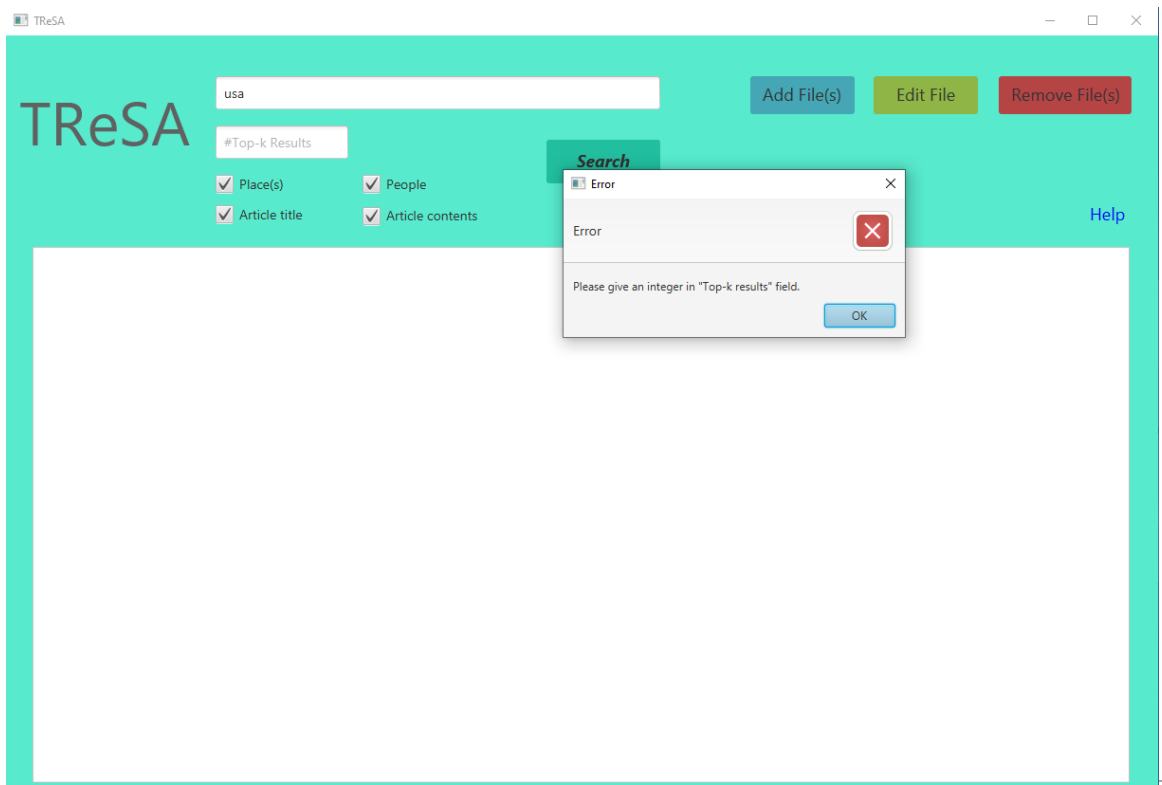 TReSA
usa
Add File(s)
Edit File
Remove File(s)
TReSA
#Top-k Results
Search
Place(s)
People
Article title
Article contents
Help
Error
Error
Please give an integer in "Top-k results" field.
OK